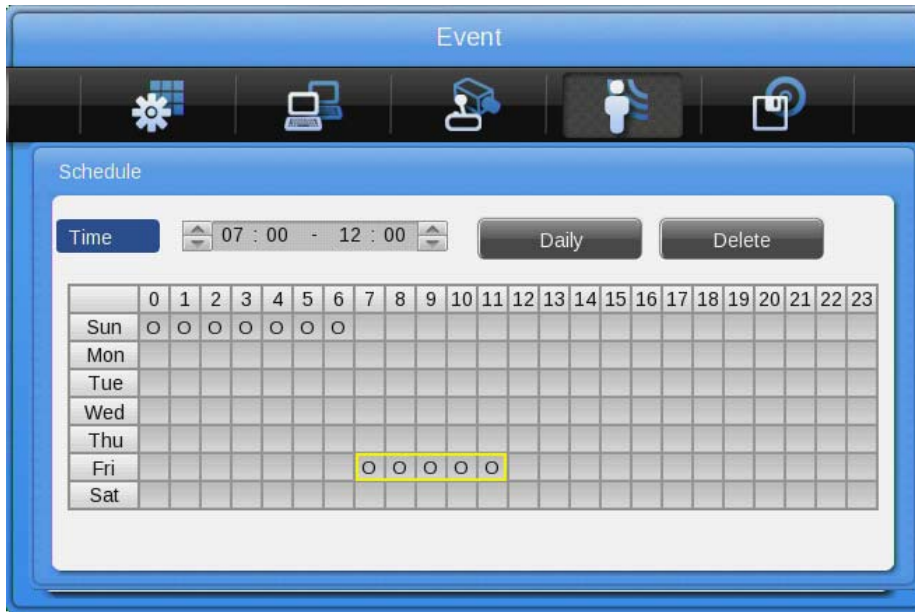 Event
Schedule
Time 07 : 00 - 12 : 00 Daily Delete
0 1 2 3 4 5 6 7 8 9 10 11 12 13 14 15 16 17 18 19 20 21 22 23
Sun O O O O O O O
Mon
Tue
Wed
Thu
Fri O O O O O
Sat